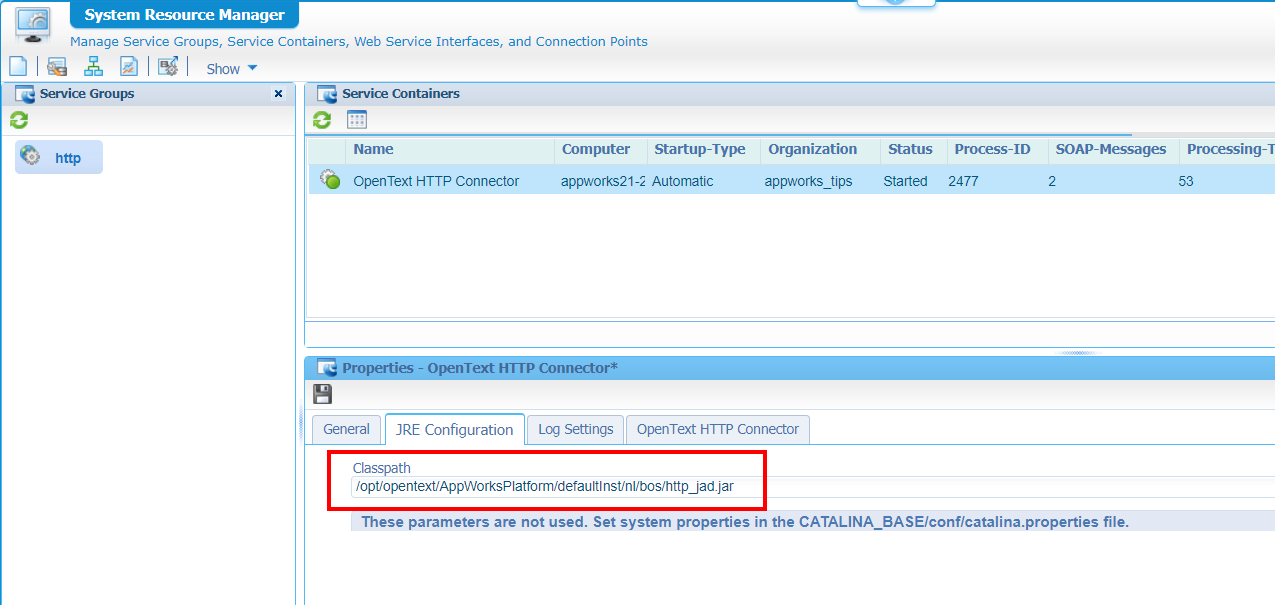 System Resource Manager
Manage Service Groups, Service Containers, Web Service Interfaces, and Connection Points
Show
Service Groups
http
Service Containers
Name Computer Startup-Type Organization Status Process-ID SOAP-Messages Processing-T
OpenText HTTP Connector appworks21-2 Automatic appworks_tips Started 2477 2 53
Properties - OpenText HTTP Connector*
General JRE Configuration Log Settings OpenText HTTP Connector
Classpath
/opt/opentext/AppWorksPlatform/defaultInst/nl/bos/http_jad.jar
These parameters are not used. Set system properties in the CATALINA_BASE/conf/catalina.properties file.